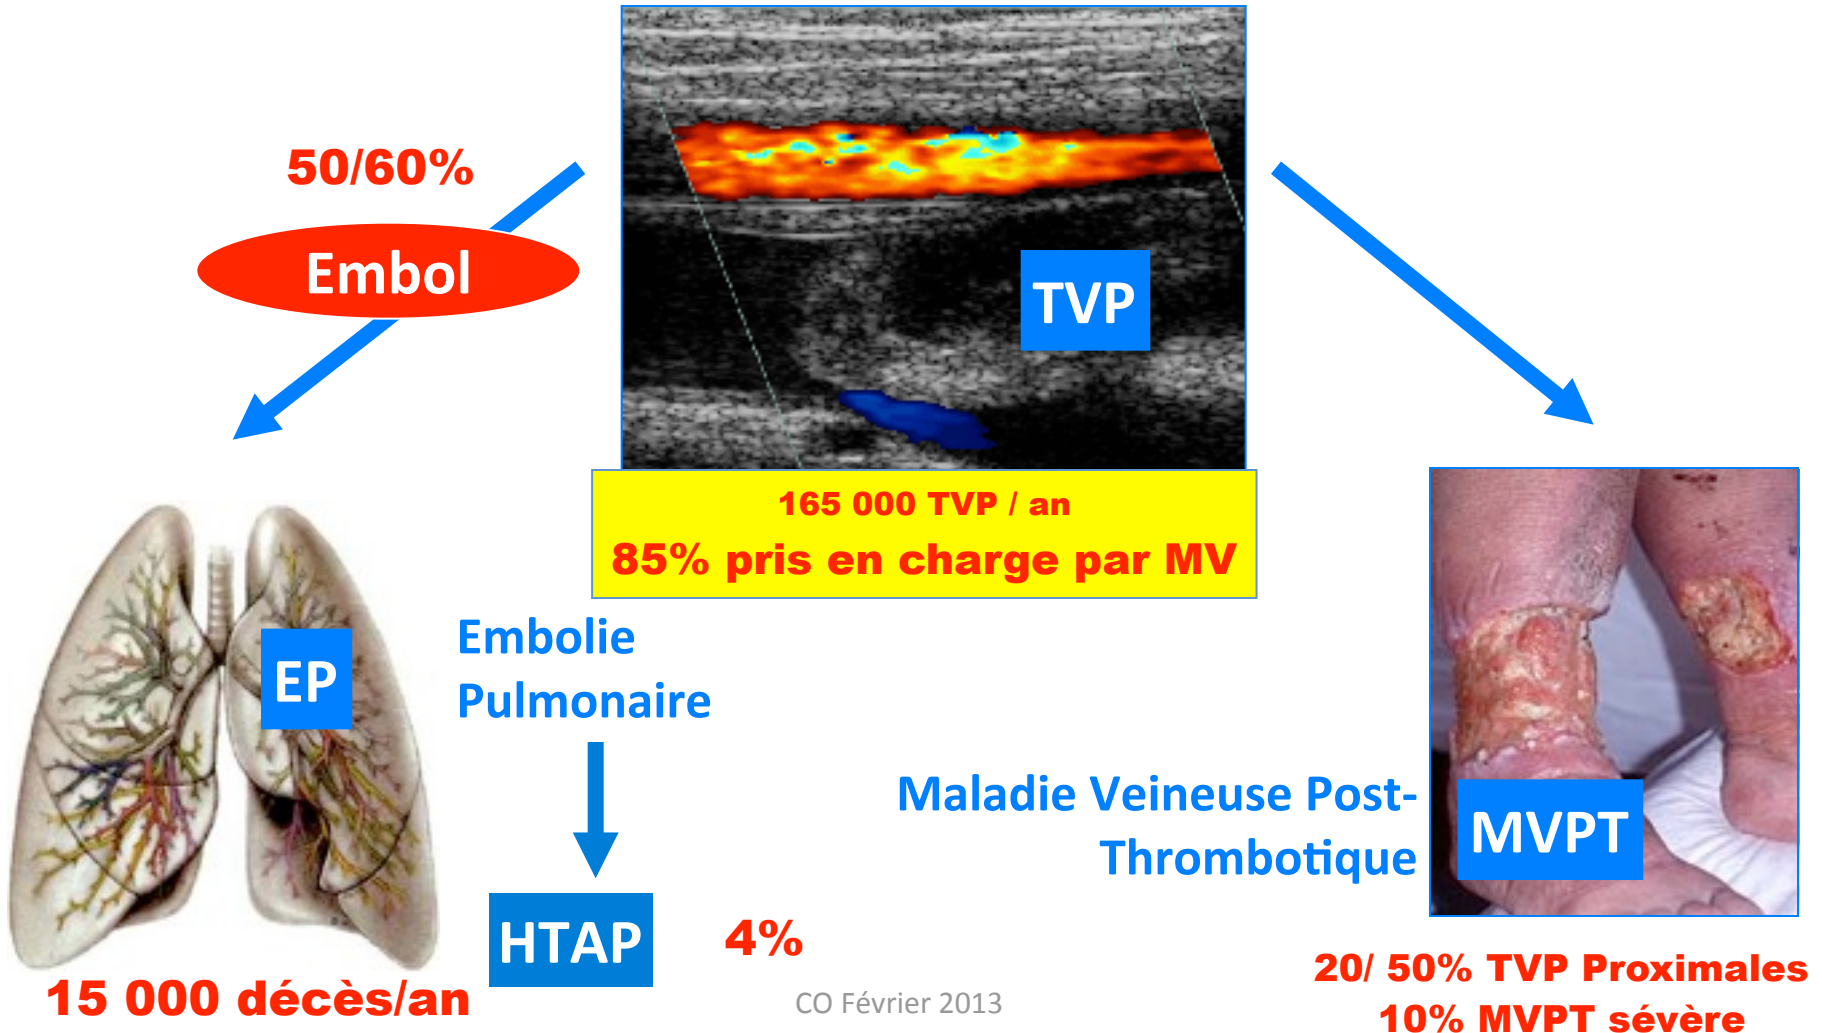 50/60%
Embol
TVP
165 000 TVP / an
85% pris en charge par MV
EP
Embolie
Pulmonaire
Maladie Veineuse Post-
Thrombotique
MVPT
HTAP
4%
15 000 décès/an
20/ 50% TVP Proximales
10% MVPT sévère
CO Février 2013